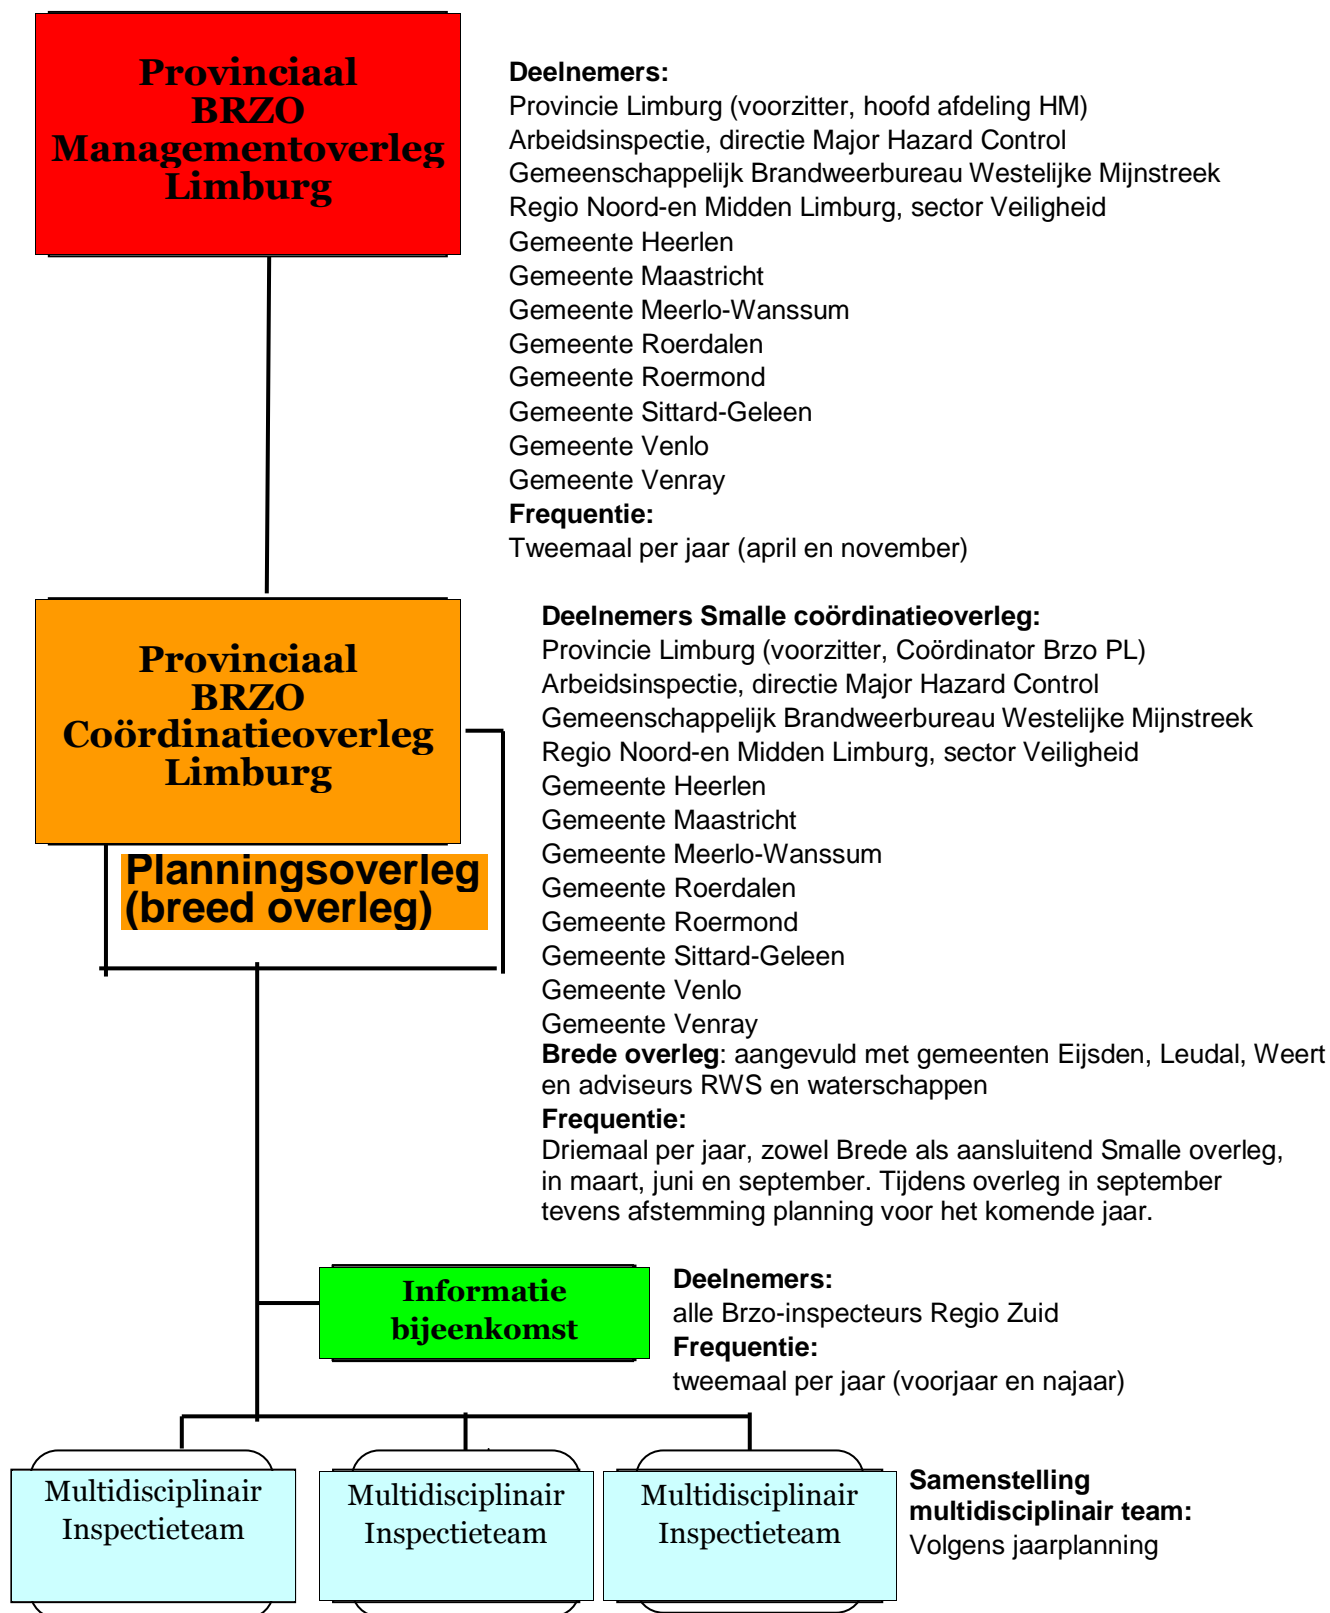 Provinciaal
BRZO
Managementoverleg
Limburg
Deelnemers:
Provincie Limburg (voorzitter, hoofd afdeling HM)
Arbeidsinspectie, directie Major Hazard Control
Gemeenschappelijk Brandweerbureau Westelijke Mijnstreek
Regio Noord-en Midden Limburg, sector Veiligheid
Gemeente Heerlen
Gemeente Maastricht
Gemeente Meerlo-Wanssum
Gemeente Roerdalen
Gemeente Roermond
Gemeente Sittard-Geleen
Gemeente Venlo
Gemeente Venray
Frequentie:
Tweemaal per jaar (april en november)
Provinciaal
BRZO
Coördinatieoverleg
Limburg
Planningsoverleg
(breed overleg)
Deelnemers Smalle coördinatieoverleg:
Provincie Limburg (voorzitter, Coördinator Brzo PL)
Arbeidsinspectie, directie Major Hazard Control
Gemeenschappelijk Brandweerbureau Westelijke Mijnstreek
Regio Noord-en Midden Limburg, sector Veiligheid
Gemeente Heerlen
Gemeente Maastricht
Gemeente Meerlo-Wanssum
Gemeente Roerdalen
Gemeente Roermond
Gemeente Sittard-Geleen
Gemeente Venlo
Gemeente Venray
Brede overleg: aangevuld met gemeenten Eijsden, Leudal, Weert
en adviseurs RWS en waterschappen
Frequentie:
Driemaal per jaar, zowel Brede als aansluitend Smalle overleg,
in maart, juni en september. Tijdens overleg in september
tevens afstemming planning voor het komende jaar.
Informatie
bijeenkomst
Deelnemers:
alle Brzo-inspecteurs Regio Zuid
Frequentie:
tweemaal per jaar (voorjaar en najaar)
Multidisciplinair
Inspectieteam
Multidisciplinair
Inspectieteam
Multidisciplinair
Inspectieteam
Samenstelling
multidisciplinair team:
Volgens jaarplanning